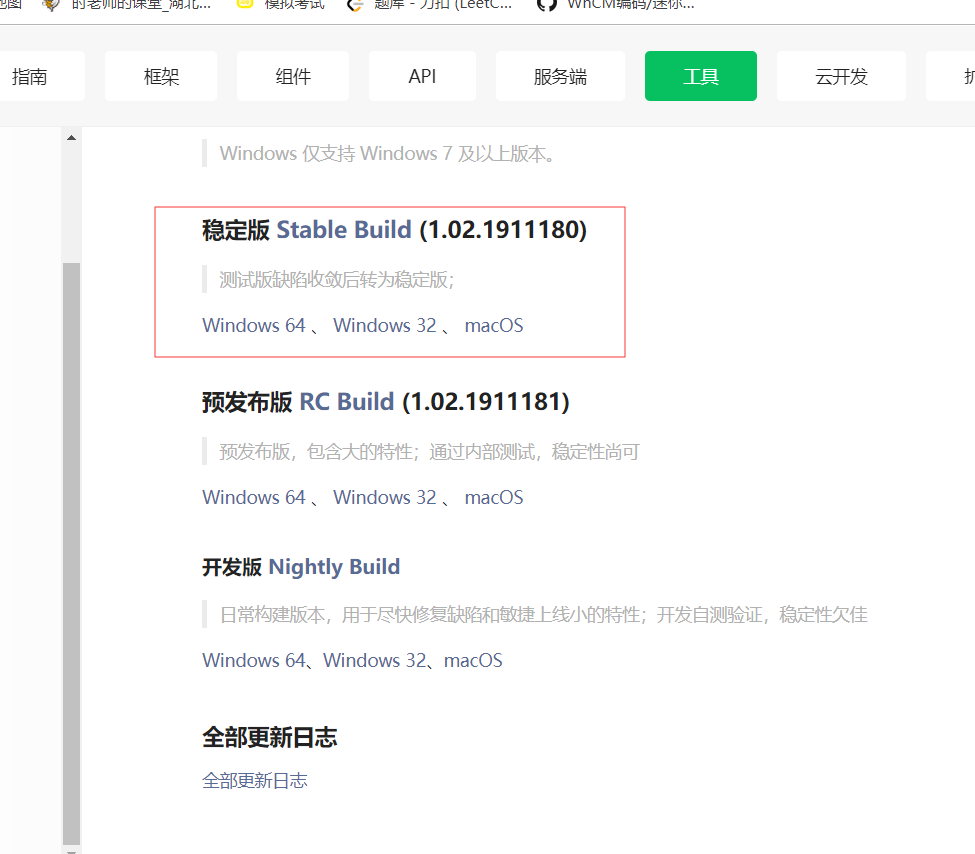 的老师的课堂_湖北... 模拟考试 题库 - 力扣 (LeetC... WnCM编码/迷你...
指南 框架 组件 API 服务端 工具 云开发
Windows 仅支持 Windows 7 及以上版本。
稳定版 Stable Build (1.02.1911180)
测试版缺陷收敛后转为稳定版；
Windows 64 、 Windows 32 、 macOS
预发布版 RC Build (1.02.1911181)
预发布版，包含大的特性；通过内部测试，稳定性尚可
Windows 64 、 Windows 32 、 macOS
开发版 Nightly Build
日常构建版本，用于尽快修复缺陷和敏捷上线小的特性；开发自测验证，稳定性欠佳
Windows 64、Windows 32、macOS
全部更新日志
全部更新日志